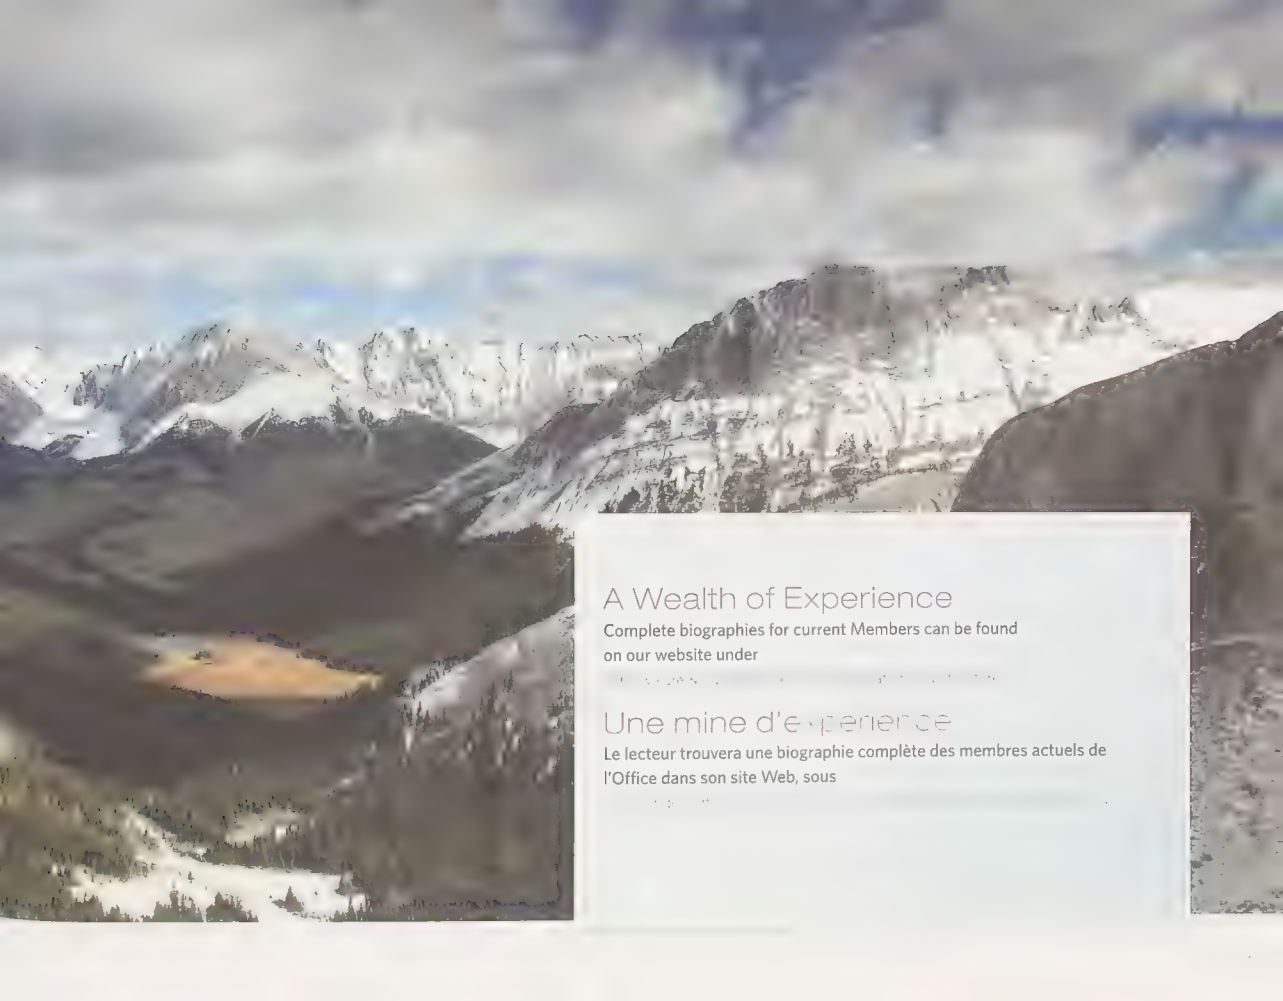 A Wealth of Experience
Complete biographies for current Members can be found
on our website under
Une mine d'experience
Le lecteur trouvera une biographie complète des membres actuels de
l'Office dans son site Web, sous